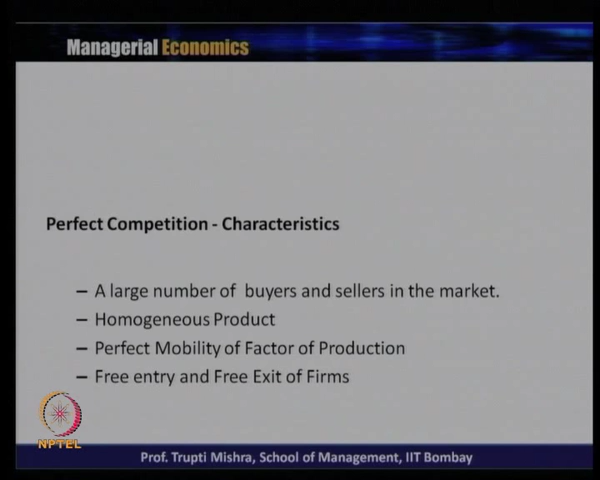 Managerial Economics
Perfect Competition - Characteristics
– A large number of buyers and sellers in the market.
– Homogeneous Product
– Perfect Mobility of Factor of Production
– Free entry and Free Exit of Firms
NPTEL
Prof. Trupti Mishra, School of Management, IIT Bombay